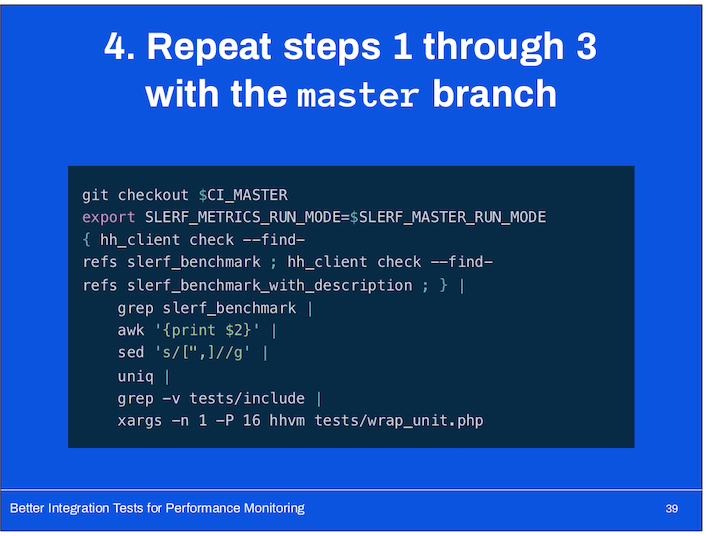 4. Repeat steps 1 through 3
with the master branch
git checkout $CI_MASTER
export SLERF_METRICS_RUN_MODE=$SLERF_MASTER_RUN_MODE
{ hh_client check --find-
refs slerf_benchmark ; hh_client check --find-
refs slerf_benchmark_with_description ; } |
    grep slerf_benchmark |
    awk '{print $2}' |
    sed 's/[",]//g' |
    uniq |
    grep -v tests/include |
    xargs -n 1 -P 16 hhvm tests/wrap_unit.php
Better Integration Tests for Performance Monitoring
39